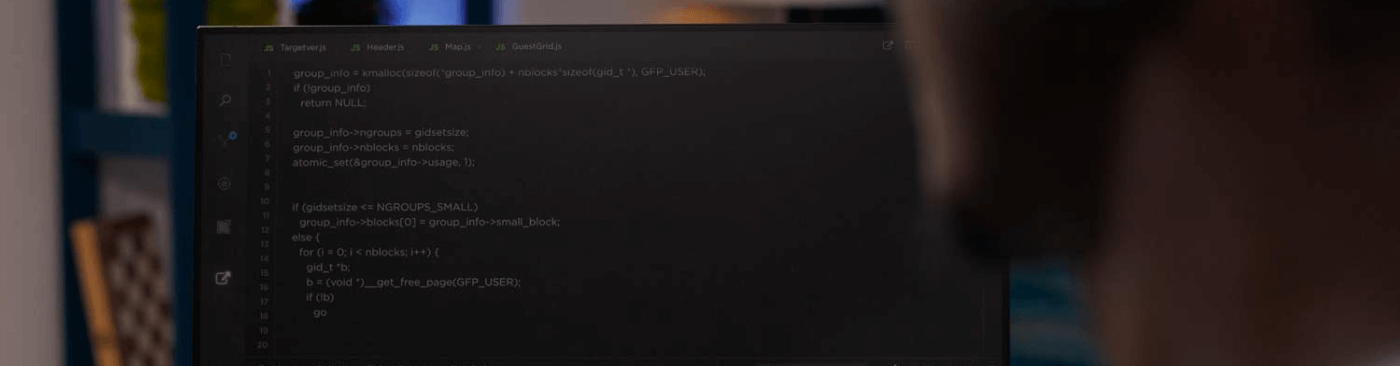 JS Targetver.js JS Header.js JS Map.js JS GuestGrid.js
1 group_info = kmalloc(sizeof(*group_info) + nblocks*sizeof(gid_t *), GFP_USER);
2 if (!group_info)
3 return NULL;
4
5 group_info->ngroups = gidsetsize;
6 group_info->nblocks = nblocks;
7 atomic_set(&group_info->usage, 1);
8
9
10 if (gidsetsize <= NGROUPS_SMALL)
11 group_info->blocks[0] = group_info->small_block;
12 else {
13 for (i = 0; i < nblocks; i++) {
14 gid_t *b;
15 b = (void *)__get_free_page(GFP_USER);
16 if (!b)
17 go
18
19
20